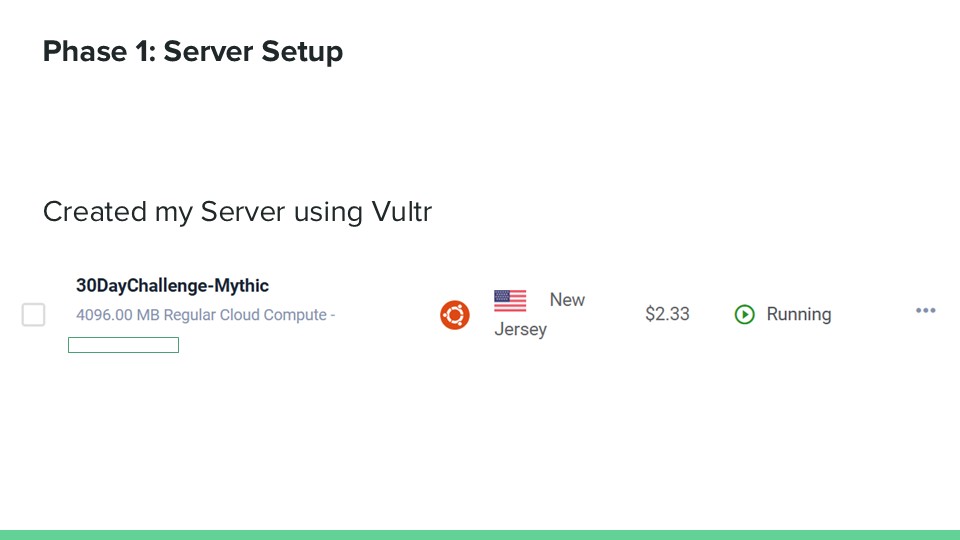 Phase 1: Server Setup
Created my Server using Vultr
30DayChallenge-Mythic
4096.00 MB Regular Cloud Compute -
New
Jersey
$2.33
Running